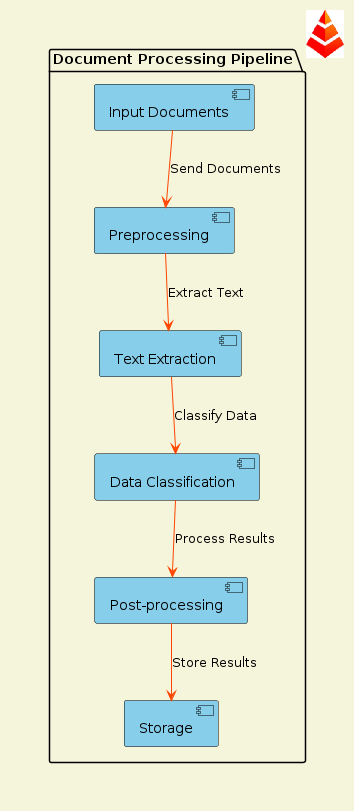 Document Processing Pipeline
Input Documents
Send Documents
Preprocessing
Extract Text
Text Extraction
Classify Data
Data Classification
Process Results
Post-processing
Store Results
Storage